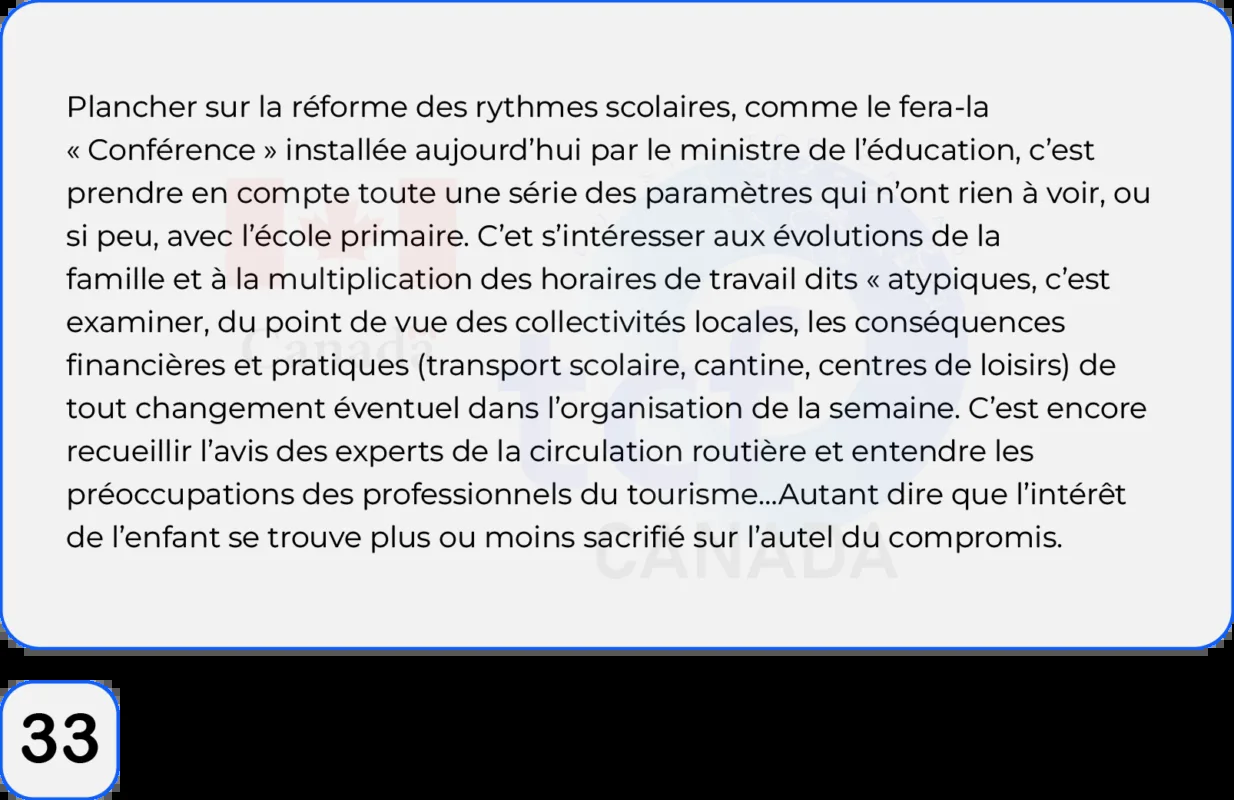 Plancher sur la réforme des rythmes scolaires, comme le fera-la
« Conférence » installée aujourd’hui par le ministre de l’éducation, c’est
prendre en compte toute une série des paramètres qui n’ont rien à voir, ou
si peu, avec l’école primaire. C’et s’intéresser aux évolutions de la
famille et à la multiplication des horaires de travail dits « atypiques, c’est
examiner, du point de vue des collectivités locales, les conséquences
financières et pratiques (transport scolaire, cantine, centres de loisirs) de
tout changement éventuel dans l’organisation de la semaine. C’est encore
recueillir l’avis des experts de la circulation routière et entendre les
préoccupations des professionnels du tourisme...Autant dire que l’intérêt
de l’enfant se trouve plus ou moins sacrifié sur l’autel du compromis.
Canada
tcf
CANADA
33